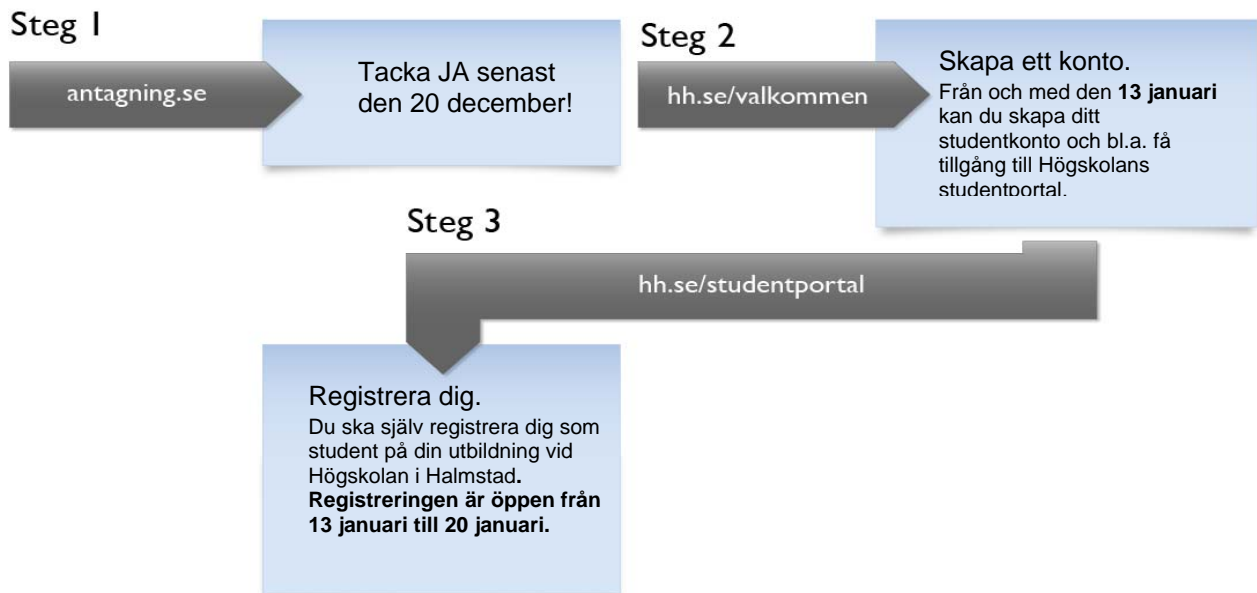 Steg 1
antagning.se
Tacka JA senast
den 20 december!
Steg 2
hh.se/valkommen
Skapa ett konto.
Från och med den 13 januari
kan du skapa ditt
studentkonto och bl.a. få
tillgång till Högskolans
studentportal.
Steg 3
hh.se/studentportal
Registrera dig.
Du ska själv registrera dig som
student på din utbildning vid
Högskolan i Halmstad.
Registreringen är öppen från
13 januari till 20 januari.